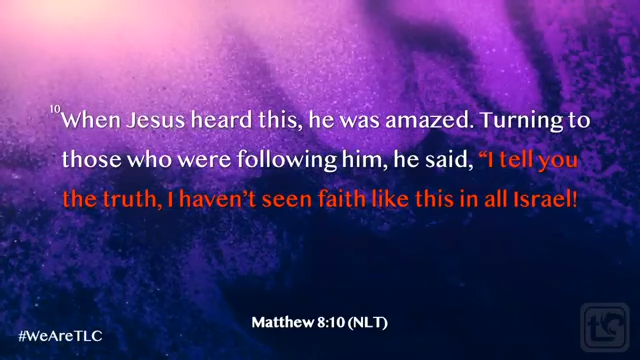 10When Jesus heard this, he was amazed. Turning to
those who were following him, he said, “I tell you
the truth, I haven’t seen faith like this in all Israel!
Matthew 8:10 (NLT)
#WeAreTLC